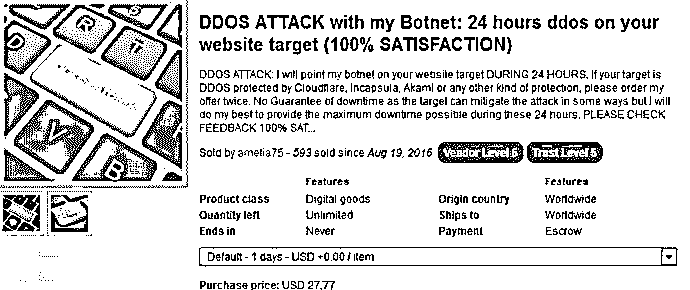 DDOS ATTACK with my Botnet: 24 hours ddos on your
website target (100% SATISFACTION)
DDOS ATTACK: I will point my botnet on your website target DURING 24 HOURS. If your target is
DDOS protected by Cloudflare, Incapsula, Akami or any other kind of protection, please order my
offer twice. No Guarantee of downtime as the target can mitigate the attack in some ways but I will
do my best to provide the maximum downtime possible during these 24 hours. PLEASE CHECK
FEEDBACK 100% SAT...
Sold by ametia75 - 593 sold since Aug 19, 2016 Vendor Level 6 Trust Level 5
Features Features
Product class Digital goods Origin country Worldwide
Quantity left Unlimited Ships to Worldwide
Ends in Never Payment Escrow
Default - 1 days - USD +0.00 / item
Purchase price: USD 27.77